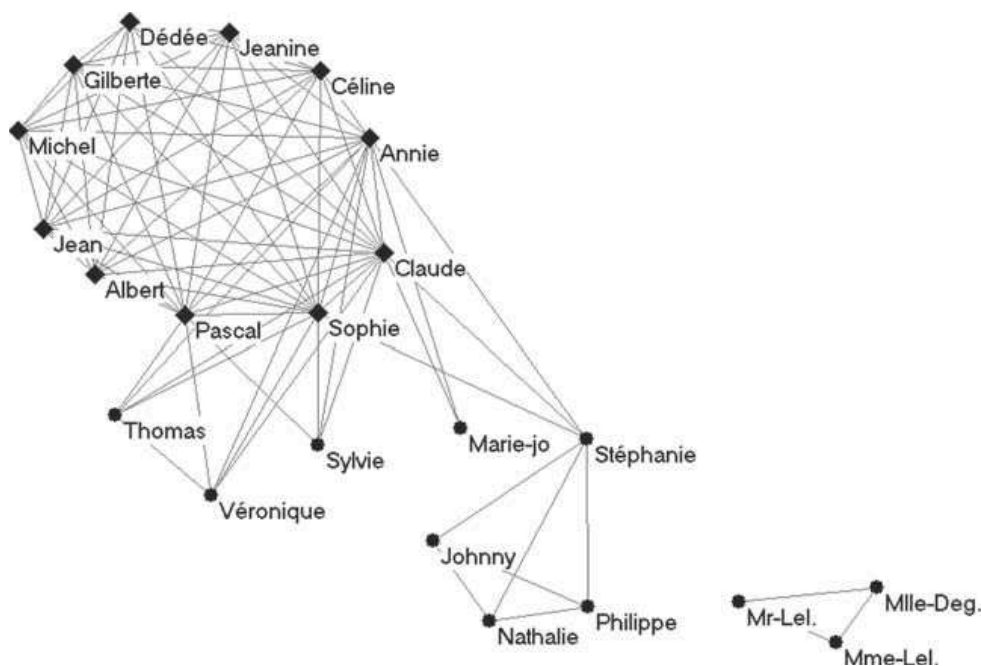 Dédée
Jeanine
Gilberte
Céline
Michel
Annie
Jean
Claude
Albert
Pascal
Sophie
Thomas
Marie-jo
Stéphanie
Sylvie
Véronique
Johnny
Nathalie
Philippe
Mr-Lel.
Mlle-Deg.
Mme-Lel.